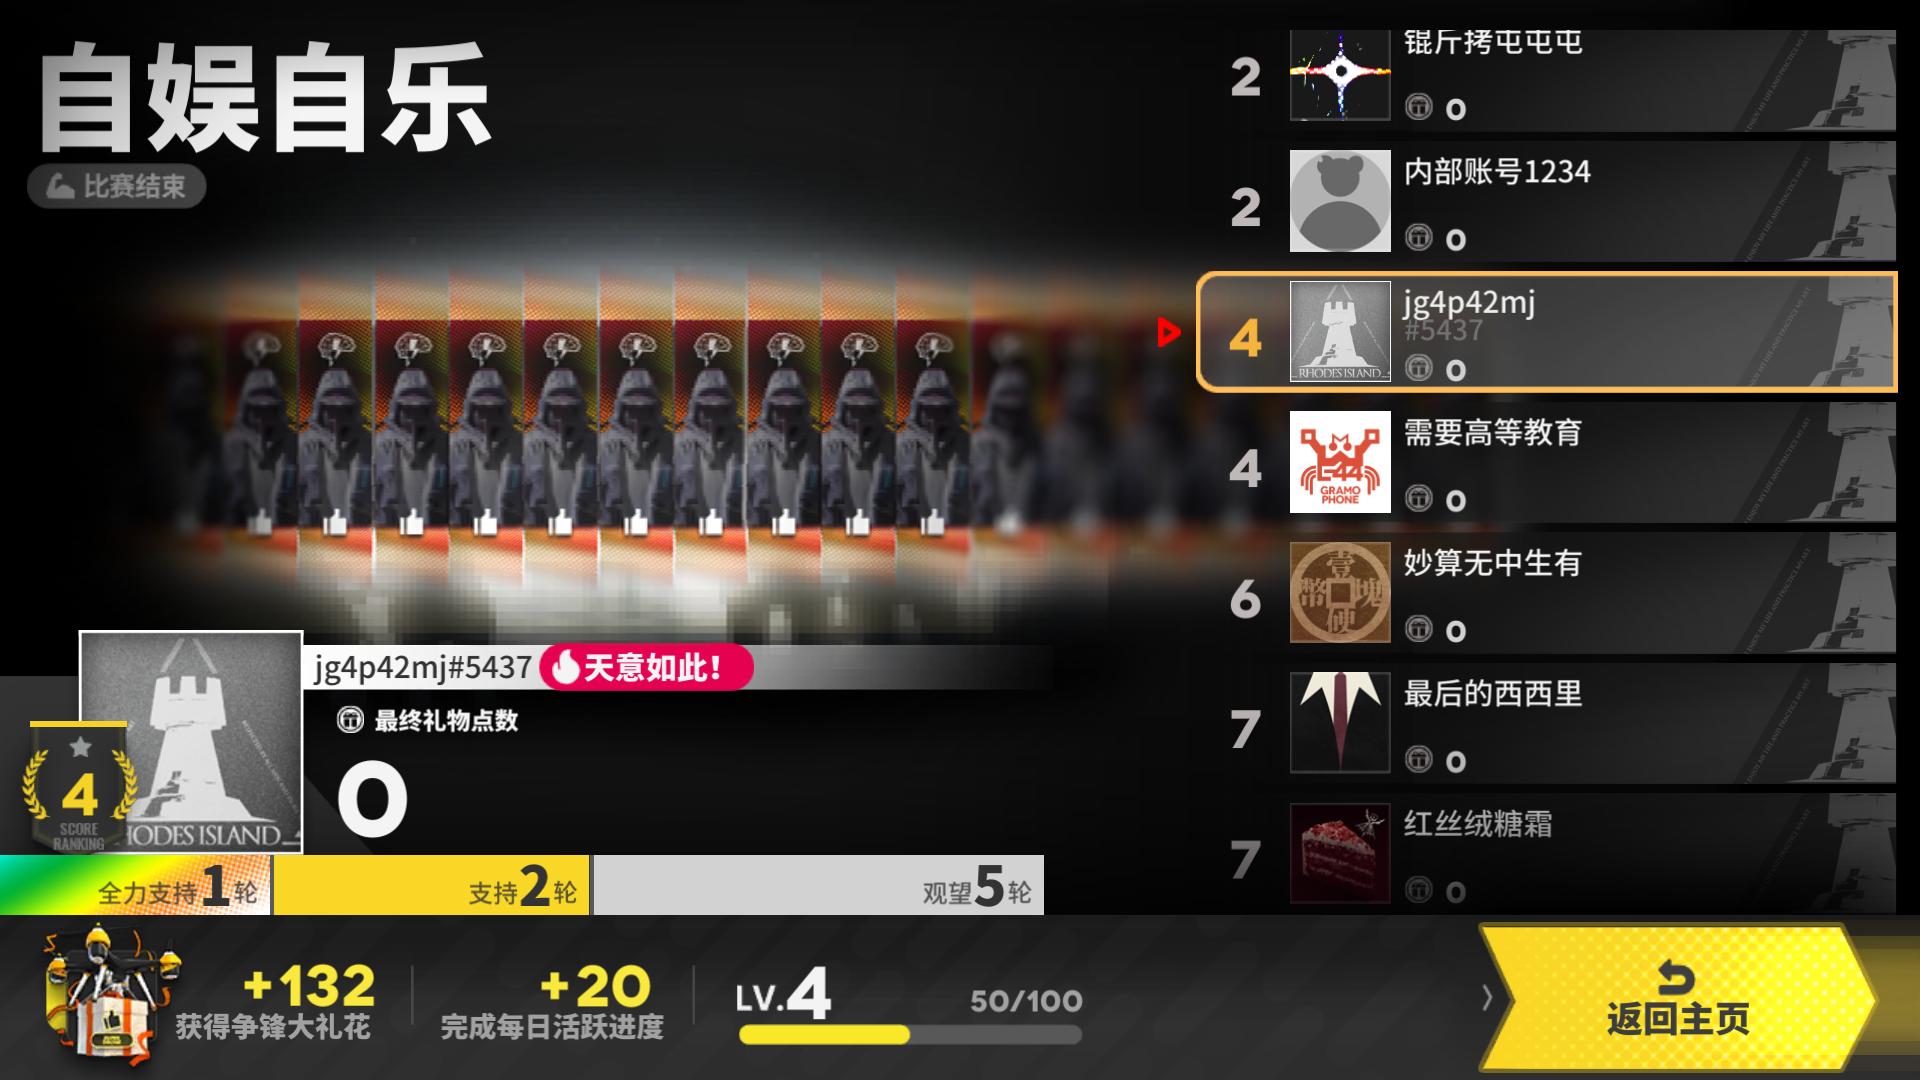 自娱自乐
比赛结束
2
锟斤拷屯屯屯
0
2
内部账号1234
0
4
jg4p42mj
#5437
RHODES ISLAND
0
4
需要高等教育
E44
GRAMO
PHONE
0
6
妙算无中生有
壹塊硬幣
0
7
最后的西西里
0
7
红丝绒糖霜
0
jg4p42mj#5437
天意如此!
最终礼物点数
0
4
SCORE
RANKING
HODES ISLAND
全力支持1轮
支持2轮
观望5轮
+132
获得争锋大礼花
+20
完成每日活跃进度
LV.4
50/100
返回主页